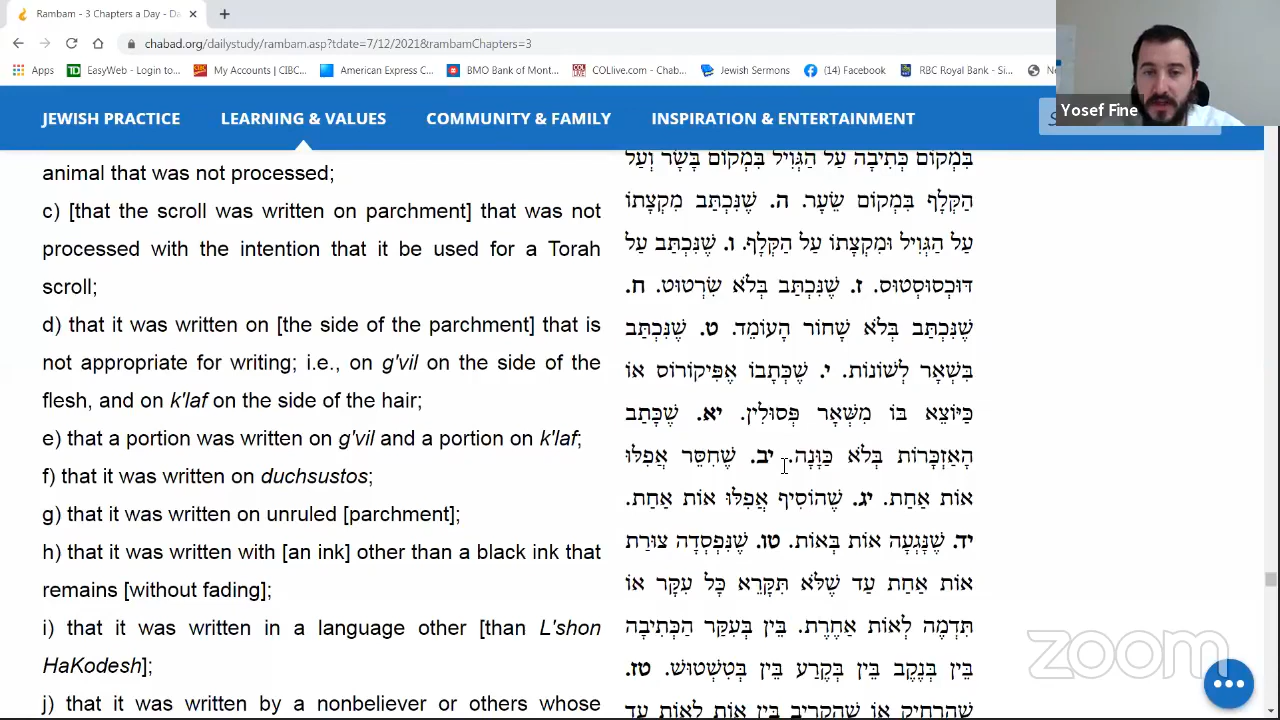 Rambam - 3 Chapters a Day - Da
chabad.org/dailystudy/rambam.asp?tdate=7/12/2021&rambamChapters=3
Apps EasyWeb - Login to... My Accounts | CIBC... American Express C... BMO Bank of Mont... COLlive.com - Chab... Jewish Sermons (14) Facebook RBC Royal Bank - Si...
Yosef Fine
JEWISH PRACTICE LEARNING & VALUES COMMUNITY & FAMILY INSPIRATION & ENTERTAINMENT
animal that was not processed;
c) [that the scroll was written on parchment] that was not
processed with the intention that it be used for a Torah
scroll;
d) that it was written on [the side of the parchment] that is
not appropriate for writing; i.e., on g'vil on the side of the
flesh, and on k'laf on the side of the hair;
e) that a portion was written on g'vil and a portion on k'laf;
f) that it was written on duchsustos;
g) that it was written on unruled [parchment];
h) that it was written with [an ink] other than a black ink that
remains [without fading];
i) that it was written in a language other [than L'shon
HaKodesh];
j) that it was written by a nonbeliever or others whose
בִּמְקוֹם כְּתִיבָה עַל הַגְּוִיל בִּמְקוֹם בָּשָׂר וְעַל
הַקְּלָף בִּמְקוֹם שֵׂעָר. ה. שֶׁנִּכְתַּב מִקְצָתוֹ
עַל הַגְּוִיל וּמִקְצָתוֹ עַל הַקְּלָף. ו. שֶׁנִּכְתַּב עַל
דּוּכְסוּסְטוּס. ז. שֶׁנִּכְתַּב בְּלֹא שִׂרְטוּט. ח.
שֶׁנִּכְתַּב בְּלֹא שָׁחוֹר הָעוֹמֵד. ט. שֶׁנִּכְתַּב
בִּשְׁאָר לְשׁוֹנוֹת. י. שֶׁכְּתָבוֹ אֶפִּיקוֹרוֹס אוֹ
כַּיּוֹצֵא בּוֹ מִשְּׁאָר פְּסוּלִין. יא. שֶׁכָּתַב
הָאַזְכָּרוֹת בְּלֹא כַּוָּנָה. יב. שֶׁחִסֵּר אֲפִלּוּ
אוֹת אַחַת. יג. שֶׁהוֹסִיף אֲפִלּוּ אוֹת אַחַת.
יד. שֶׁנָּגְעָה אוֹת בְּאוֹת. טו. שֶׁנִּפְסְדָה צוּרַת
אוֹת אַחַת עַד שֶׁלֹּא תִּקָּרֵא כָּל עִקָּר אוֹ
תִּדְמֶה לְאוֹת אַחֶרֶת. בֵּין בְּעִקַּר הַכְּתִיבָה
בֵּין בְּנֶקֶב בֵּין בְּקֶרַע בֵּין בְּטִשְׁטוּשׁ. טז.
שֶׁהִרְחִיק אוֹ שֶׁהִקְרִיב בֵּין אוֹת לְאוֹת עַד
zoom